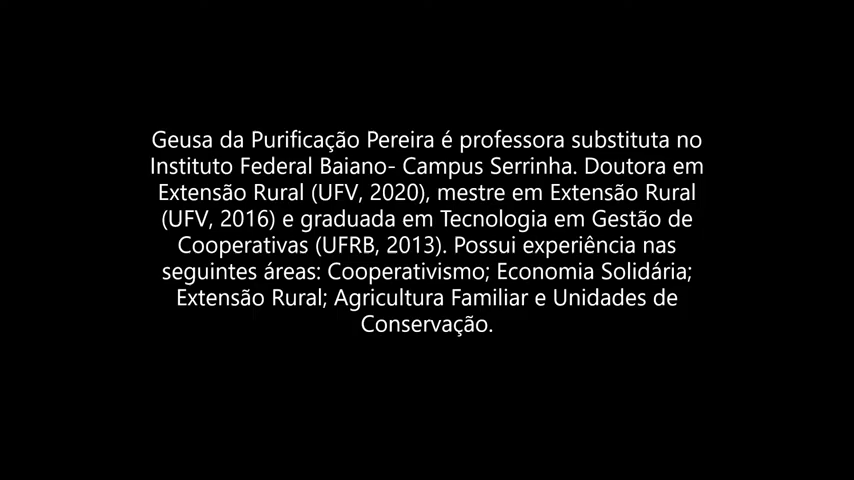 Geusa da Purificação Pereira é professora substituta no
Instituto Federal Baiano- Campus Serrinha. Doutora em
Extensão Rural (UFV, 2020), mestre em Extensão Rural
(UFV, 2016) e graduada em Tecnologia em Gestão de
Cooperativas (UFRB, 2013). Possui experiência nas
seguintes áreas: Cooperativismo; Economia Solidária;
Extensão Rural; Agricultura Familiar e Unidades de
Conservação.